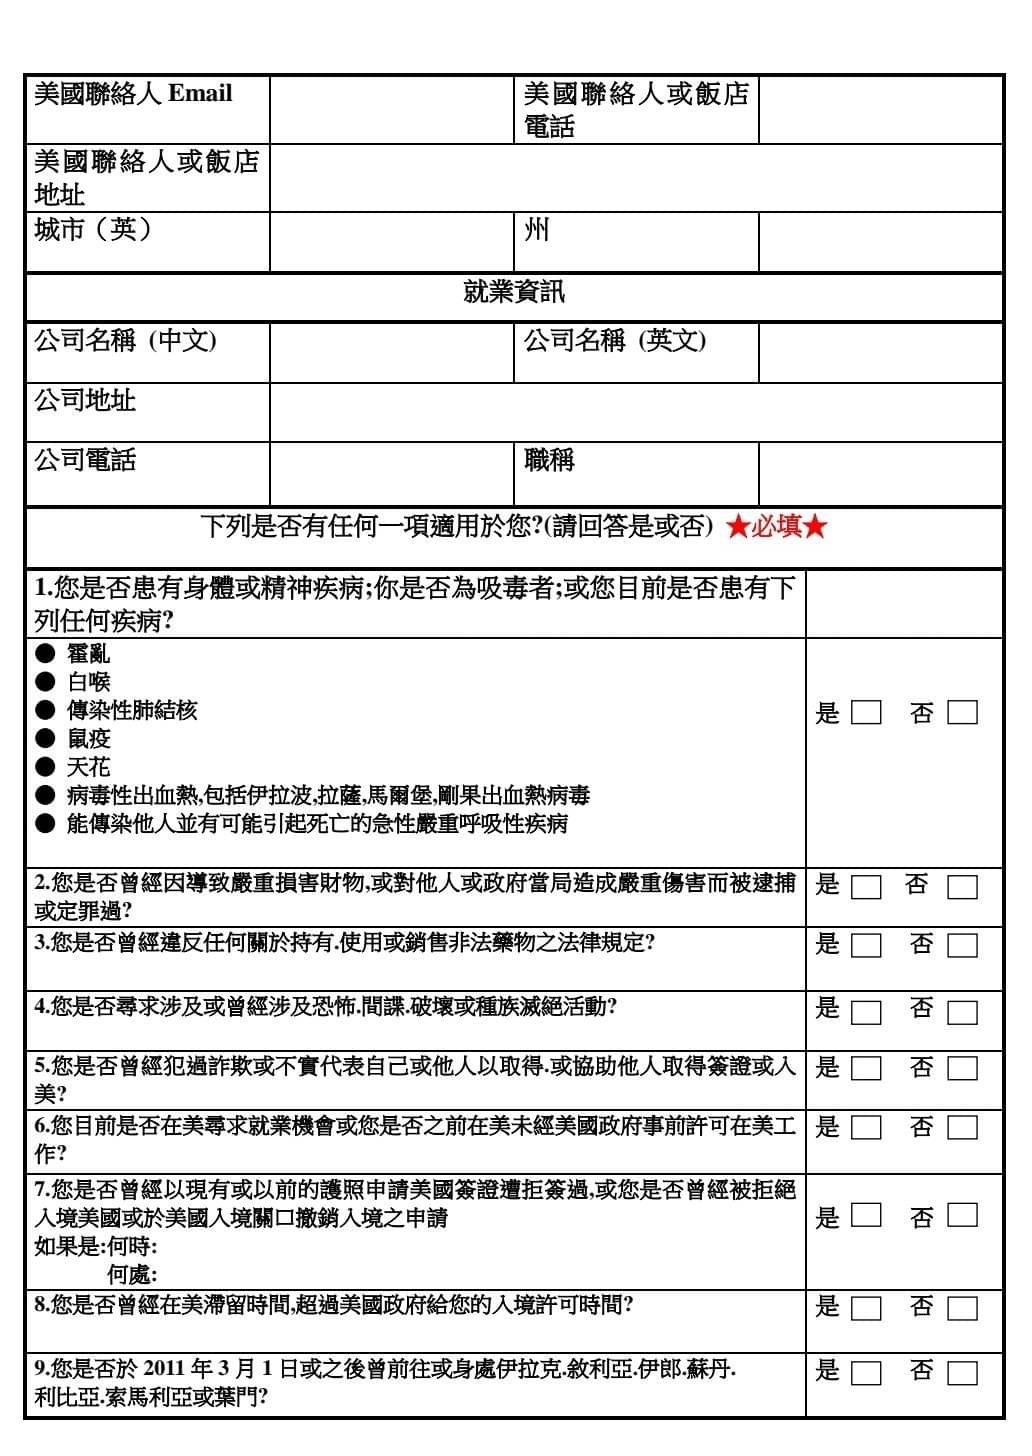 美國聯絡人 Email
美國聯絡人或飯店
電話
美國聯絡人或飯店
地址
城市（英）
州
就業資訊
公司名稱 (中文)
公司名稱 (英文)
公司地址
公司電話
職稱
下列是否有任何一項適用於您?(請回答是或否) ★必填★
1.您是否患有身體或精神疾病;你是否為吸毒者;或您目前是否患有下
列任何疾病?
● 霍亂
● 白喉
● 傳染性肺結核
● 鼠疫
● 天花
● 病毒性出血熱,包括伊拉波,拉薩,馬爾堡,剛果出血熱病毒
● 能傳染他人並有可能引起死亡的急性嚴重呼吸性疾病
是 □ 否 □
2.您是否曾經因導致嚴重損害財物,或對他人或政府當局造成嚴重傷害而被逮捕
或定罪過?
是 □ 否 □
3.您是否曾經違反任何關於持有.使用或銷售非法藥物之法律規定?
是 □ 否 □
4.您是否尋求涉及或曾經涉及恐怖.間諜.破壞或種族滅絕活動?
是 □ 否 □
5.您是否曾經犯過詐欺或不實代表自己或他人以取得.或協助他人取得簽證或入
美?
是 □ 否 □
6.您目前是否在美尋求就業機會或您是否之前在美未經美國政府事前許可在美工
作?
是 □ 否 □
7.您是否曾經以現有或以前的護照申請美國簽證遭拒簽過,或您是否曾經被拒絕
入境美國或於美國入境關口撤銷入境之申請
如果是:何時:
何處:
是 □ 否 □
8.您是否曾經在美滯留時間,超過美國政府給您的入境許可時間?
是 □ 否 □
9.您是否於 2011 年 3 月 1 日或之後曾前往或身處伊拉克.敘利亞.伊郎.蘇丹.
利比亞.索馬利亞或葉門?
是 □ 否 □